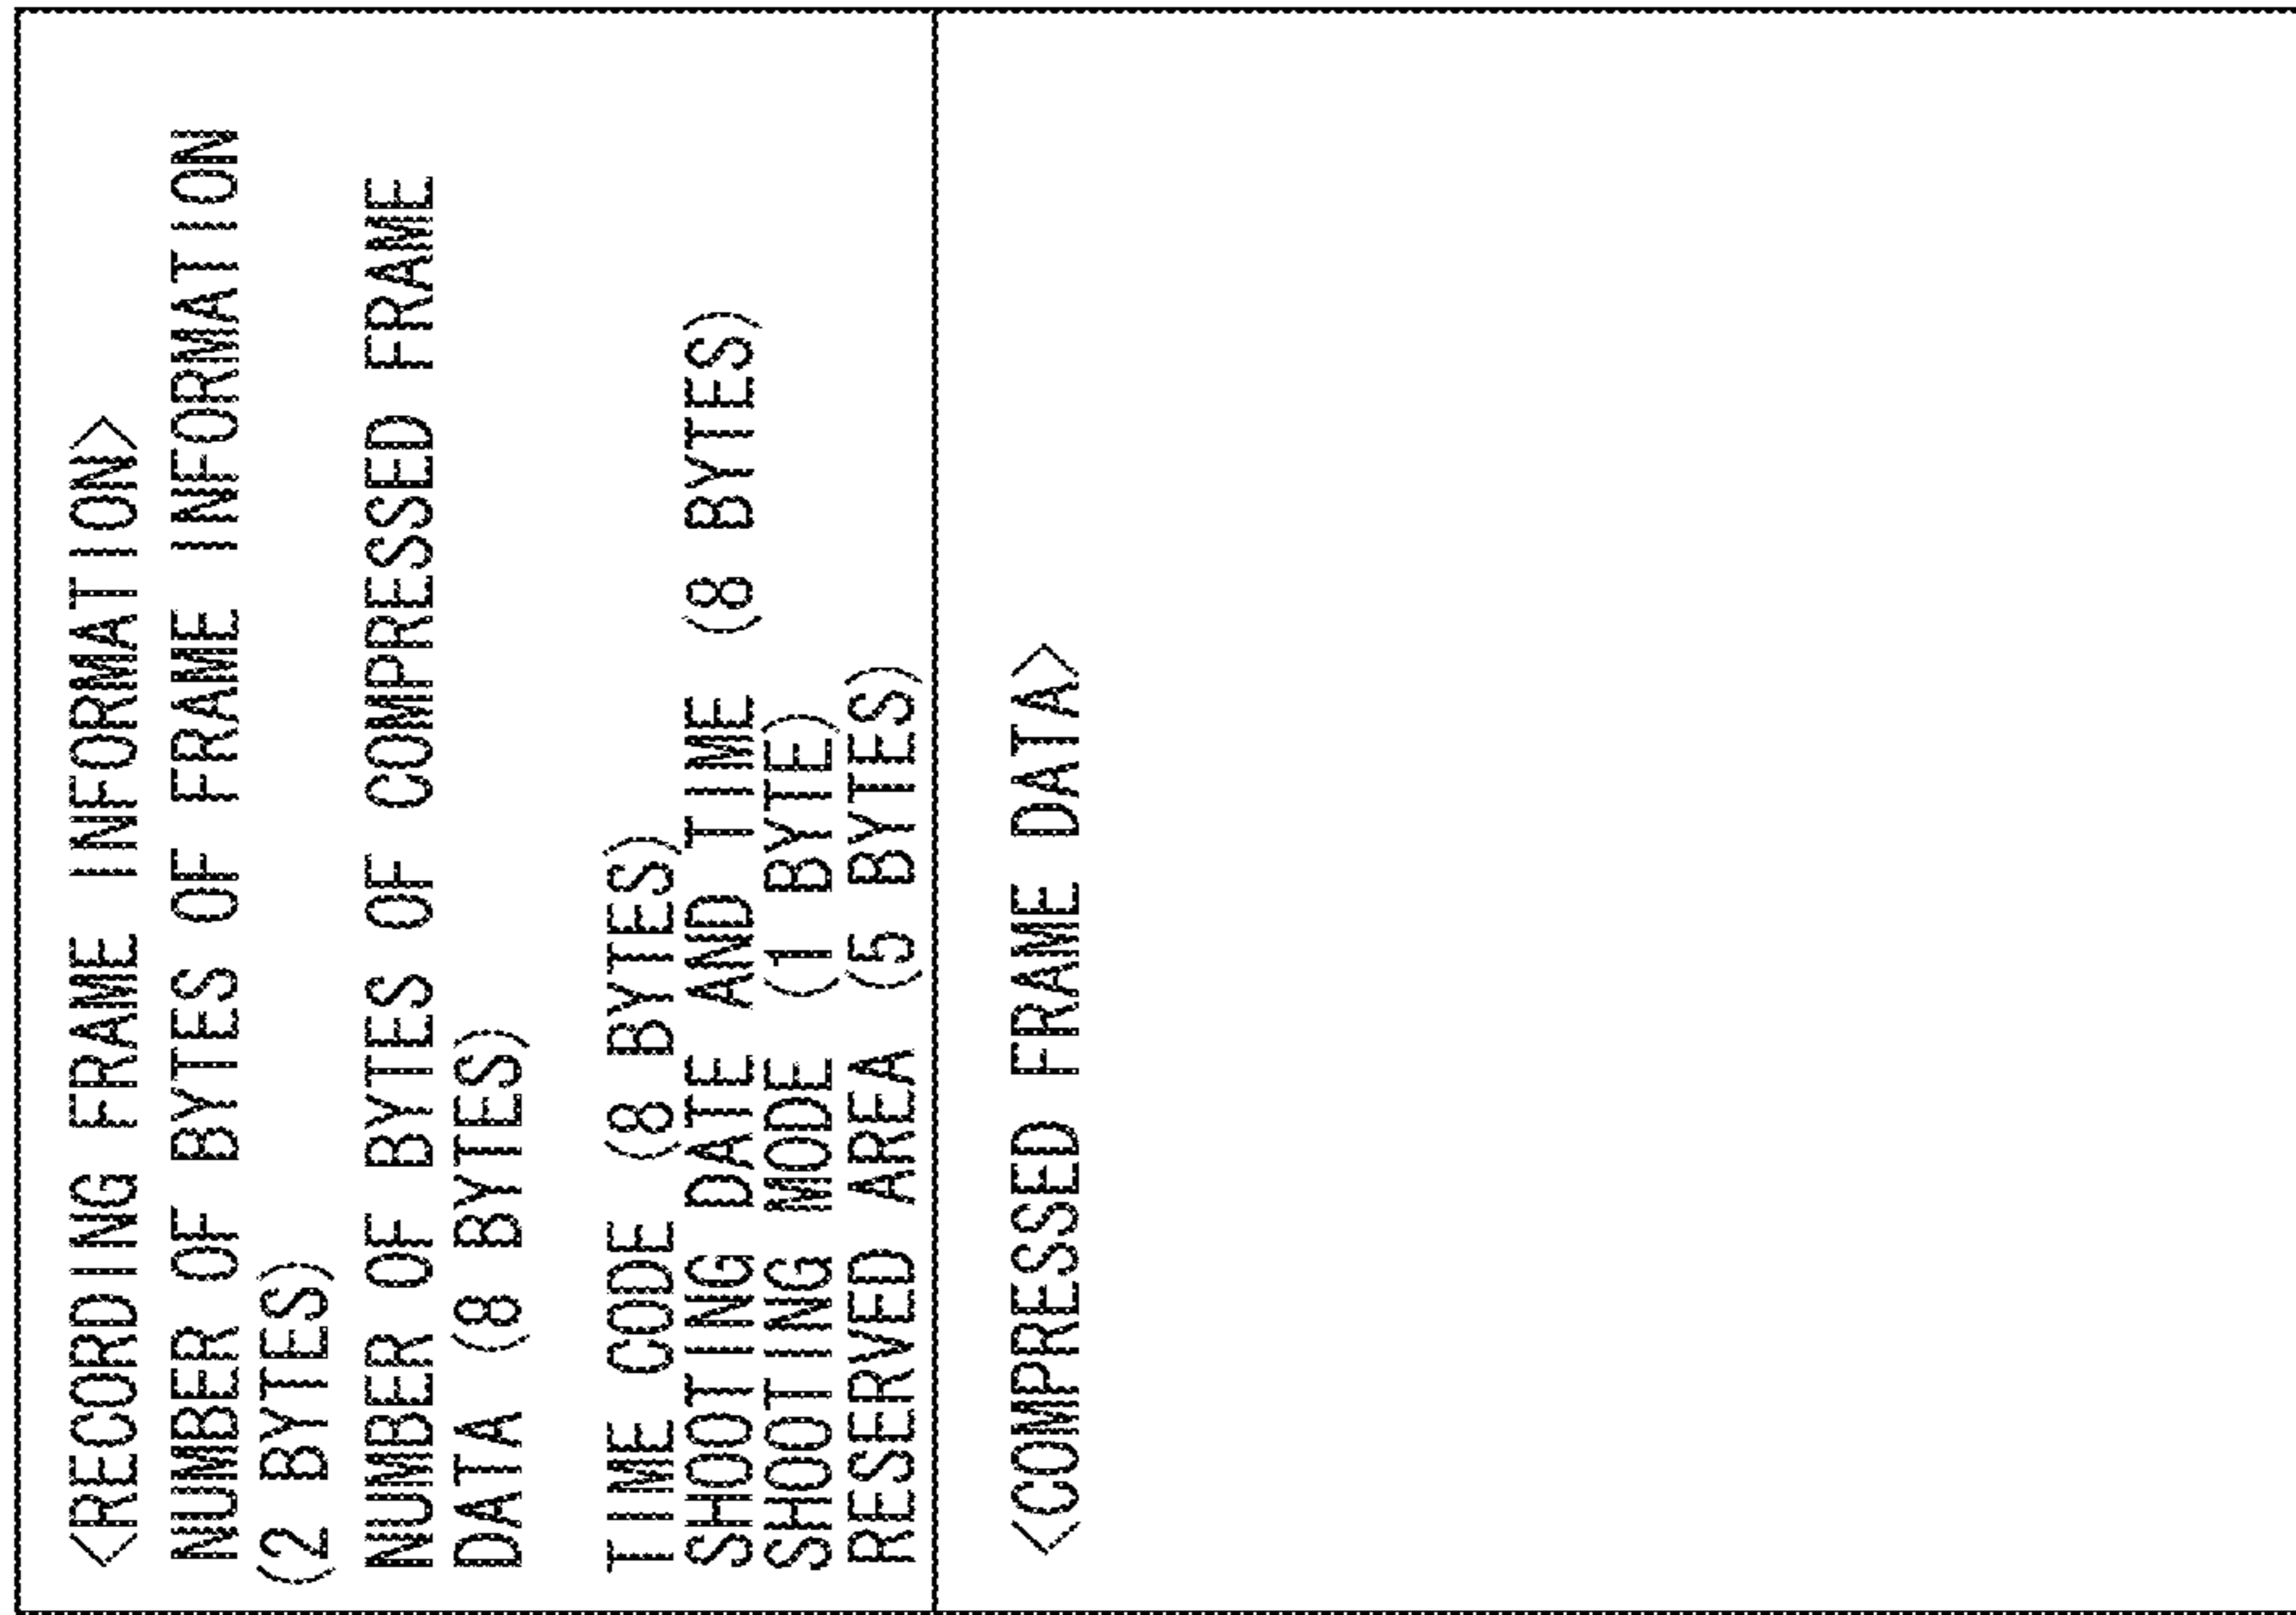 <RECORDING FRAME INFORMATION>
NUMBER OF BYTES OF FRAME INFORMATION
(2 BYTES)
NUMBER OF BYTES OF COMPRESSED FRAME
DATA (8 BYTES)
TIME CODE (8 BYTES)
SHOOTING DATE AND TIME (8 BYTES)
SHOOTING MODE (1 BYTE)
RESERVED AREA (5 BYTES)
<COMPRESSED FRAME DATA>